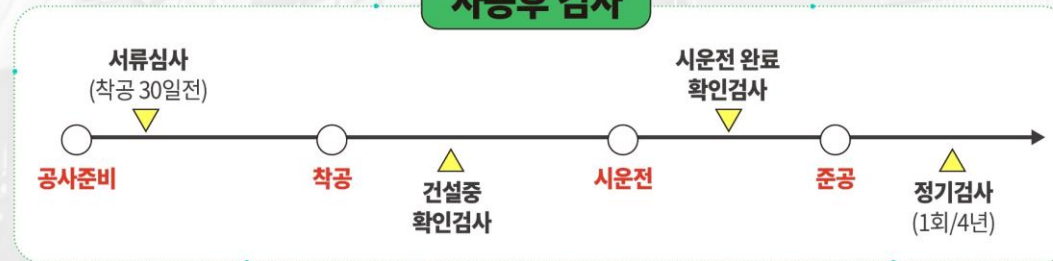 서류심사
(착공 30일전)
시운전 완료
확인검사
공사준비
착공
시운전
준공
건설중
확인검사
정기검사
(1회/4년)